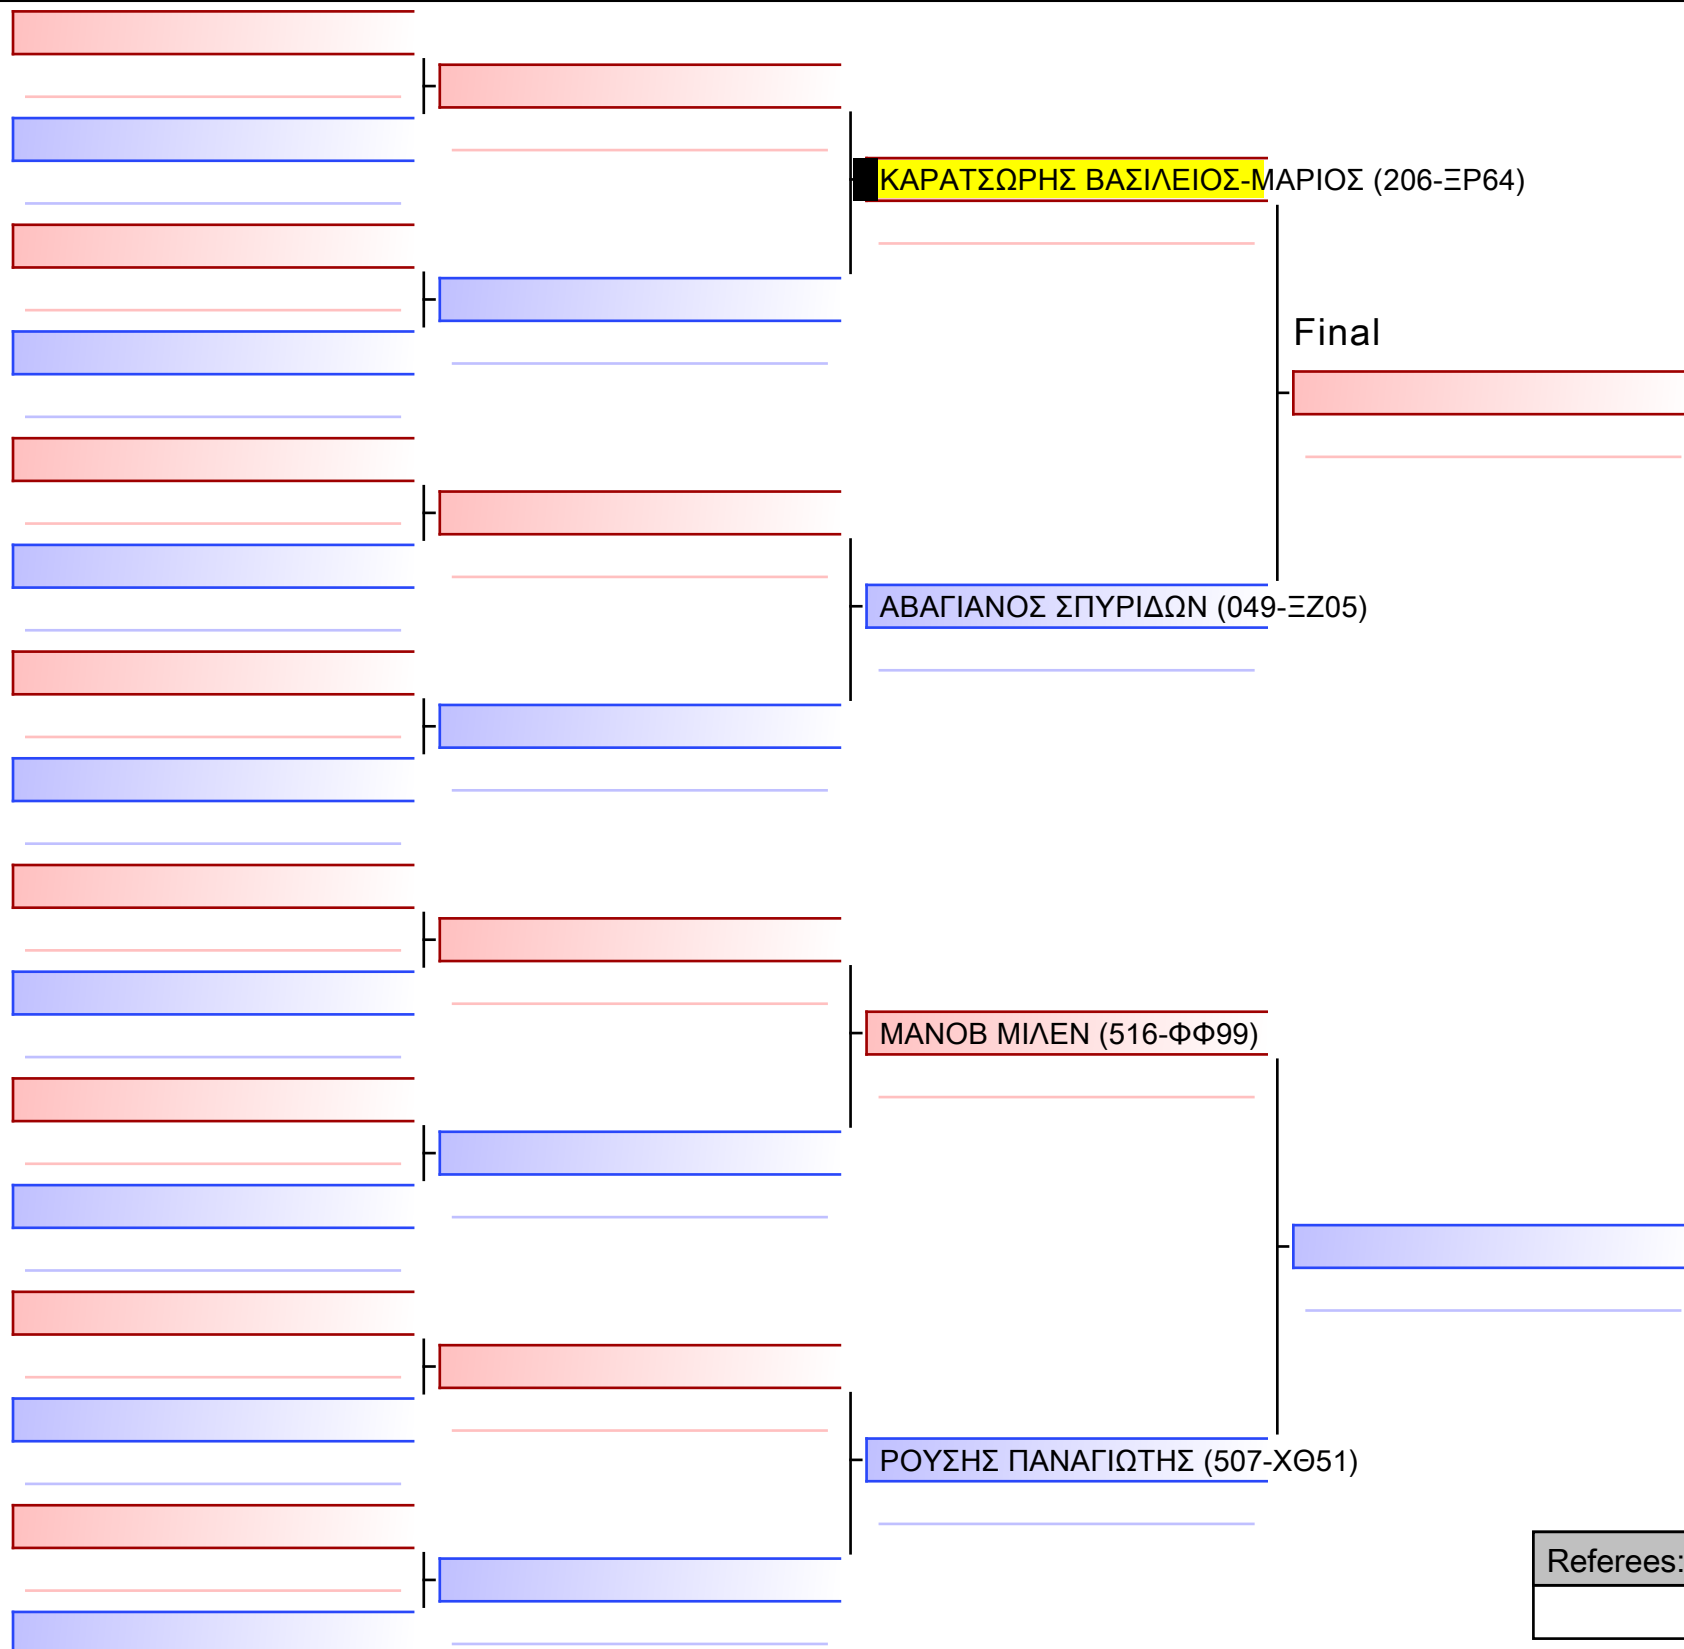 ΚΑΡΑΤΣΩΡΗΣ ΒΑΣΙΛΕΙΟΣ-ΜΑΡΙΟΣ (206-ΞΡ64)
Final
ΑΒΑΓΙΑΝΟΣ ΣΠΥΡΙΔΩΝ (049-ΞΖ05)
ΜΑΝΟΒ ΜΙΛΕΝ (516-ΦΦ99)
ΡΟΥΣΗΣ ΠΑΝΑΓΙΩΤΗΣ (507-ΧΘ51)
Referees: